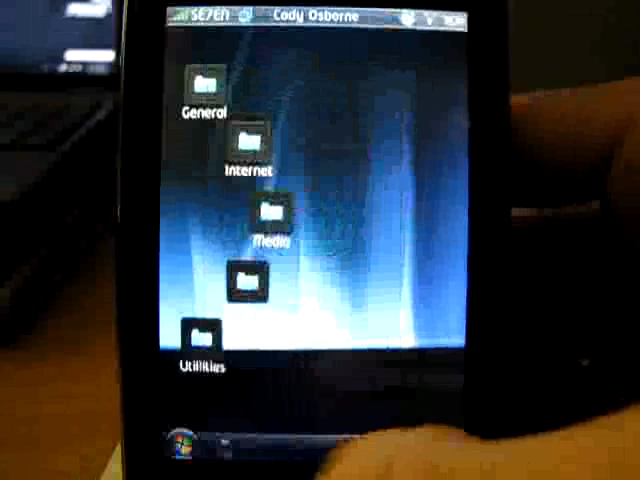 SE7EN Cody Osborne
General
Internet
Media
Utilities